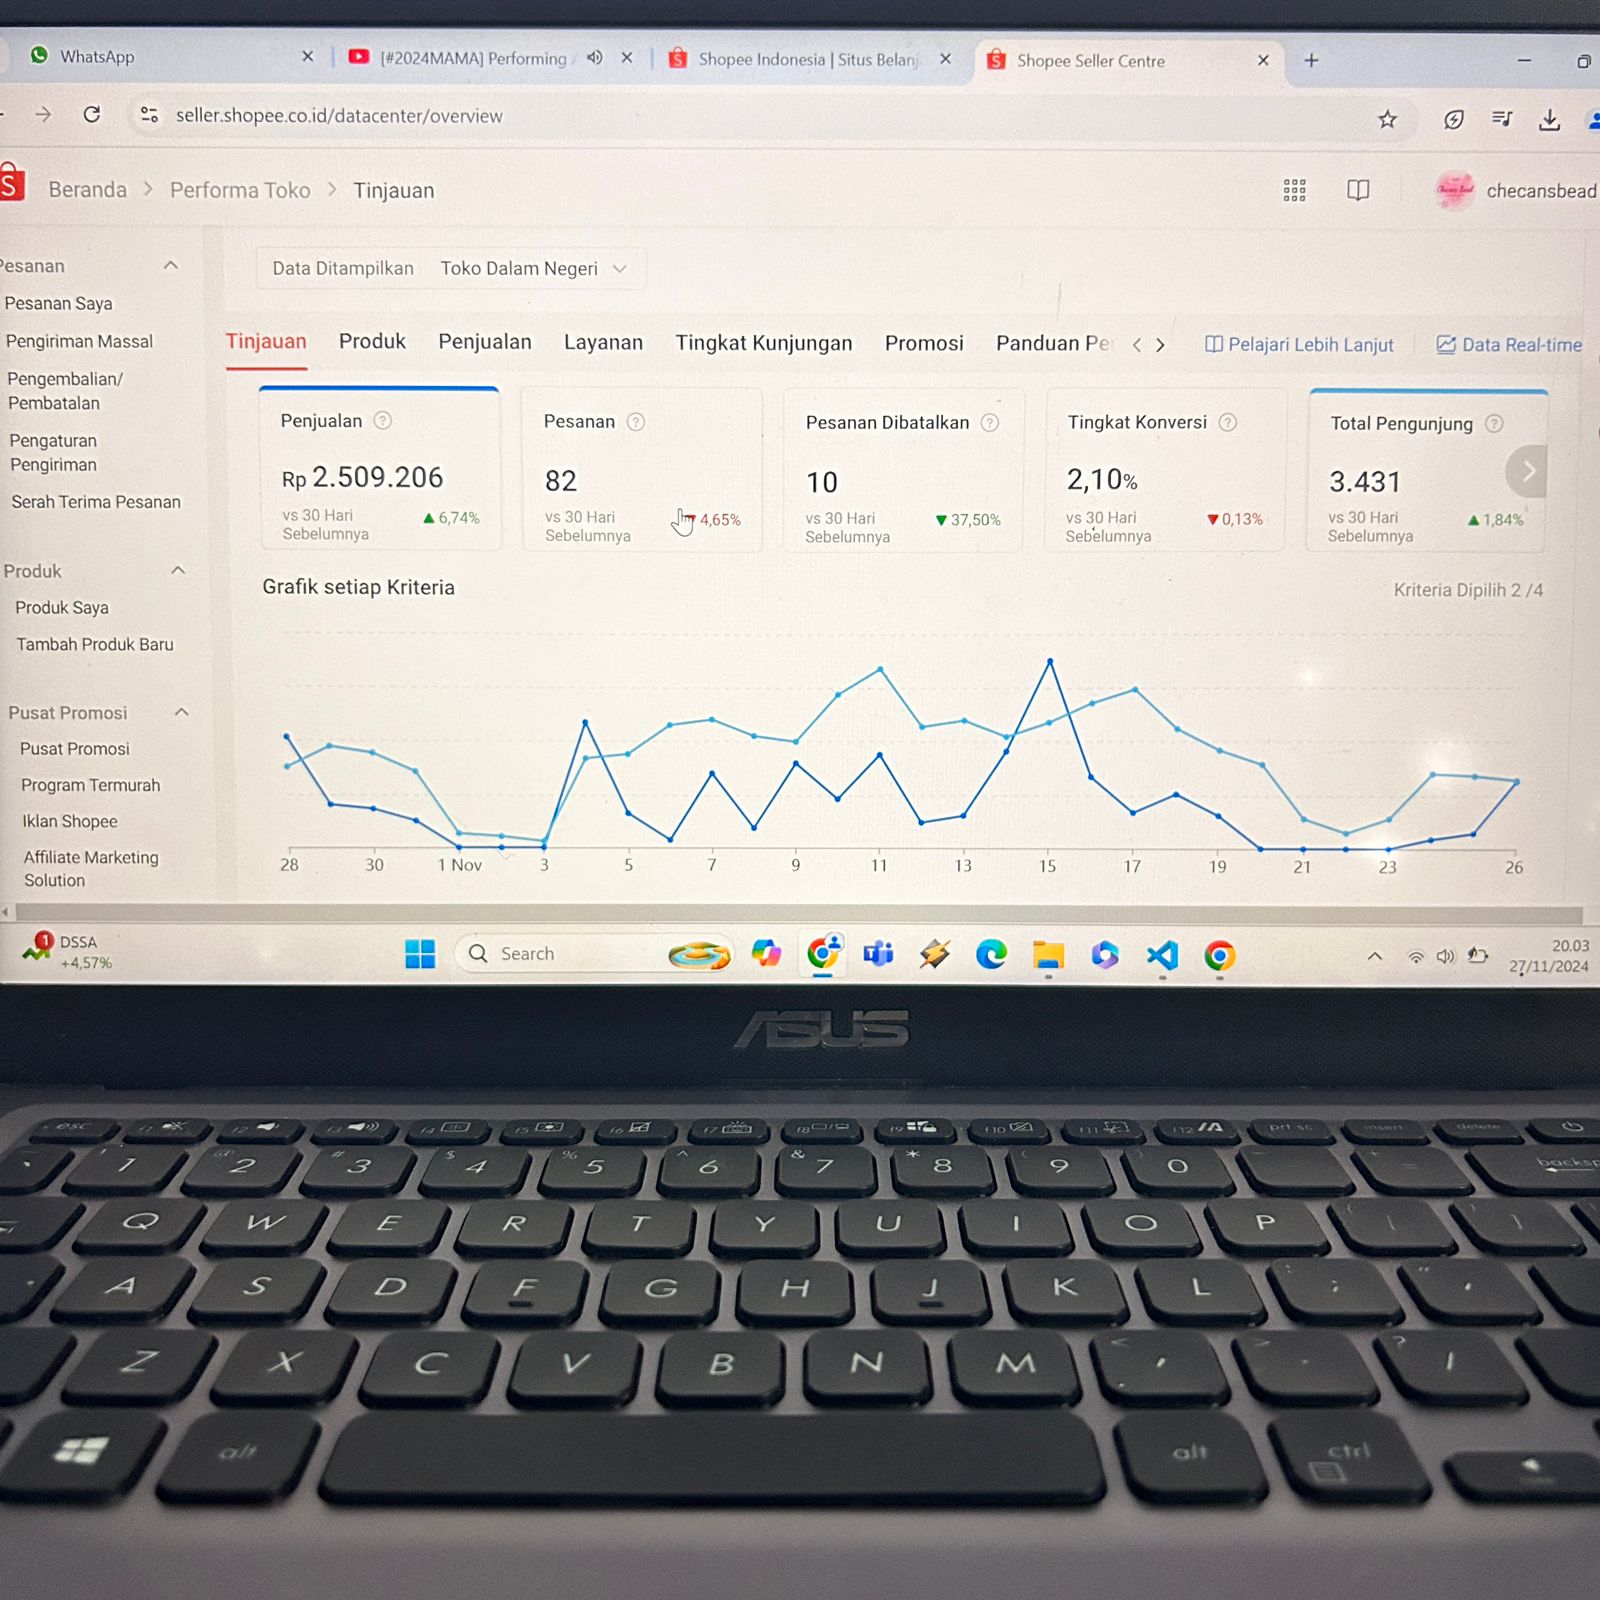 WhatsApp
[#2024MAMA] Performing
Shopee Indonesia | Situs Belanj
Shopee Seller Centre
seller.shopee.co.id/datacenter/overview
Beranda > Performa Toko > Tinjauan
checansbead
Pesanan
Pesanan Saya
Pengiriman Massal
Pengembalian/
Pembatalan
Pengaturan
Pengiriman
Serah Terima Pesanan
Produk
Produk Saya
Tambah Produk Baru
Pusat Promosi
Pusat Promosi
Program Termurah
Iklan Shopee
Affiliate Marketing
Solution
Data Ditampilkan Toko Dalam Negeri
Tinjauan Produk Penjualan Layanan Tingkat Kunjungan Promosi Panduan Pe < > Pelajari Lebih Lanjut Data Real-time
Penjualan
Rp 2.509.206
vs 30 Hari
Sebelumnya
▲6,74%
Pesanan
82
vs 30 Hari
Sebelumnya
4,65%
Pesanan Dibatalkan
10
vs 30 Hari
Sebelumnya
▼37,50%
Tingkat Konversi
2,10%
vs 30 Hari
Sebelumnya
▼0,13%
Total Pengunjung
3.431
vs 30 Hari
Sebelumnya
▲1,84%
Grafik setiap Kriteria
Kriteria Dipilih 2 /4
28 30 1 Nov 3 5 7 9 11 13 15 17 19 21 23 26
1
DSSA
+4,57%
Search
20.03
27/11/2024
ASUS
esc f1 f2 f3 f4 f5 f6 f7 f8 f9 f10 f11 f12 prt sc insert delete
1 @ 2 # 3 $ 4 % 5 ^ 6 & 7 * 8 ( 9 ) 0 - + = backsp
Q W E R T Y U I O P { [ } ]
A S D F G H J K L : ; " '
Z X C V B N M < , > . ? /
alt alt ctrl